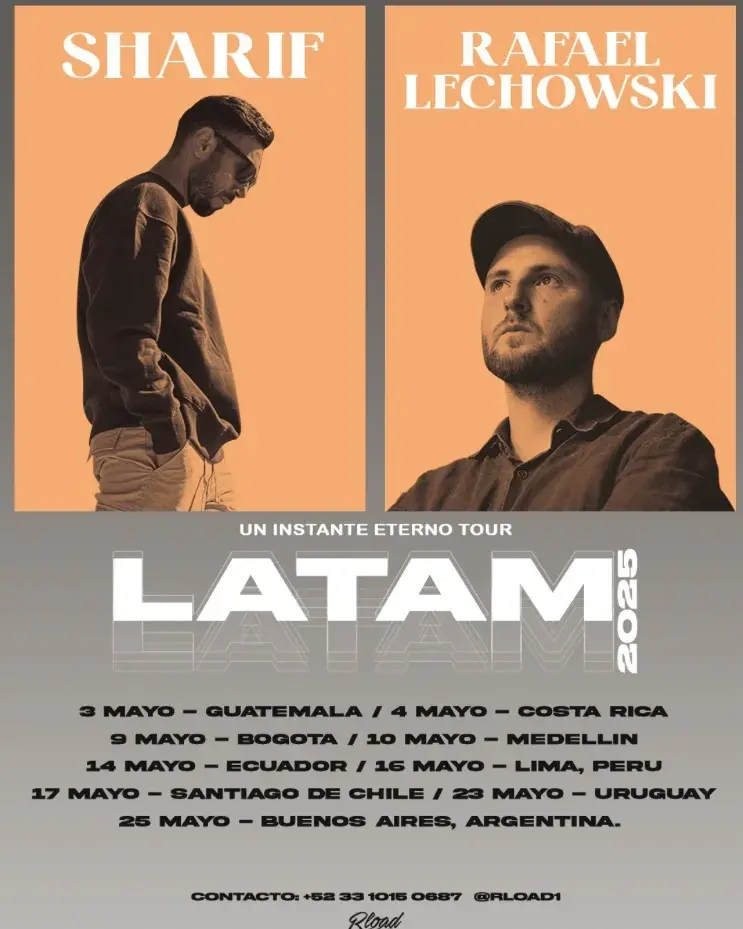 SHARIF
RAFAEL
LECHOWSKI
UN INSTANTE ETERNO TOUR
LATAM
2025
3 MAYO – GUATEMALA / 4 MAYO – COSTA RICA
9 MAYO – BOGOTA / 10 MAYO – MEDELLIN
14 MAYO – ECUADOR / 16 MAYO – LIMA, PERU
17 MAYO – SANTIAGO DE CHILE / 23 MAYO – URUGUAY
25 MAYO – BUENOS AIRES, ARGENTINA.
CONTACTO: +52 33 1015 0687 @RLOAD1
Rload